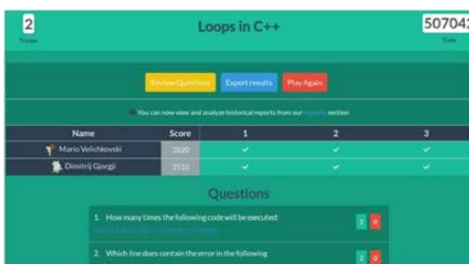 2
Loops in C++
507042
Troops
Code
Review Questions
Export results
Play Again
You can now view and analyze historical reports from our reports section
Name Score 1 2 3
Mario Velichkovski 2820 ✓ ✓ ✓
Dimitrij Gjorgji 2510 ✓ ✓ ✓
Questions
1. How many times the following code will be executed:
2 0
2. Which line does contain the error in the following
2 0